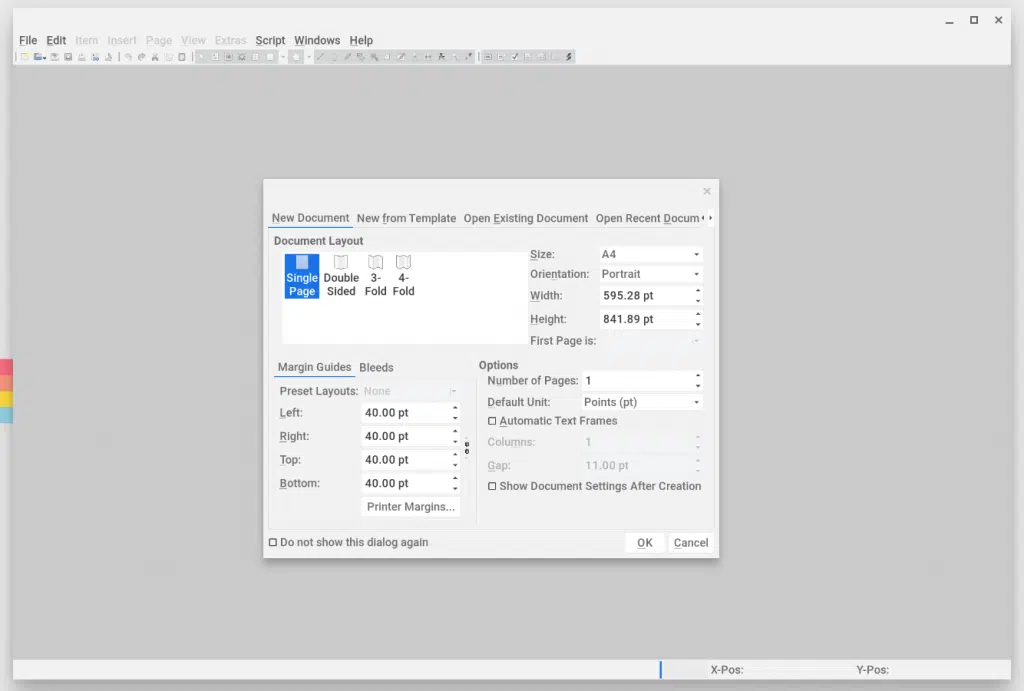 File Edit Item Insert Page View Extras Script Windows Help
New Document New from Template Open Existing Document Open Recent Docum
Document Layout
Single Page
Double Sided
3-Fold
4-Fold
Size: A4
Orientation: Portrait
Width: 595.28 pt
Height: 841.89 pt
First Page is:
Margin Guides Bleeds
Preset Layouts: None
Left: 40.00 pt
Right: 40.00 pt
Top: 40.00 pt
Bottom: 40.00 pt
Printer Margins...
Options
Number of Pages: 1
Default Unit: Points (pt)
Automatic Text Frames
Columns: 1
Gap: 11.00 pt
Show Document Settings After Creation
Do not show this dialog again
OK Cancel
X-Pos: Y-Pos: